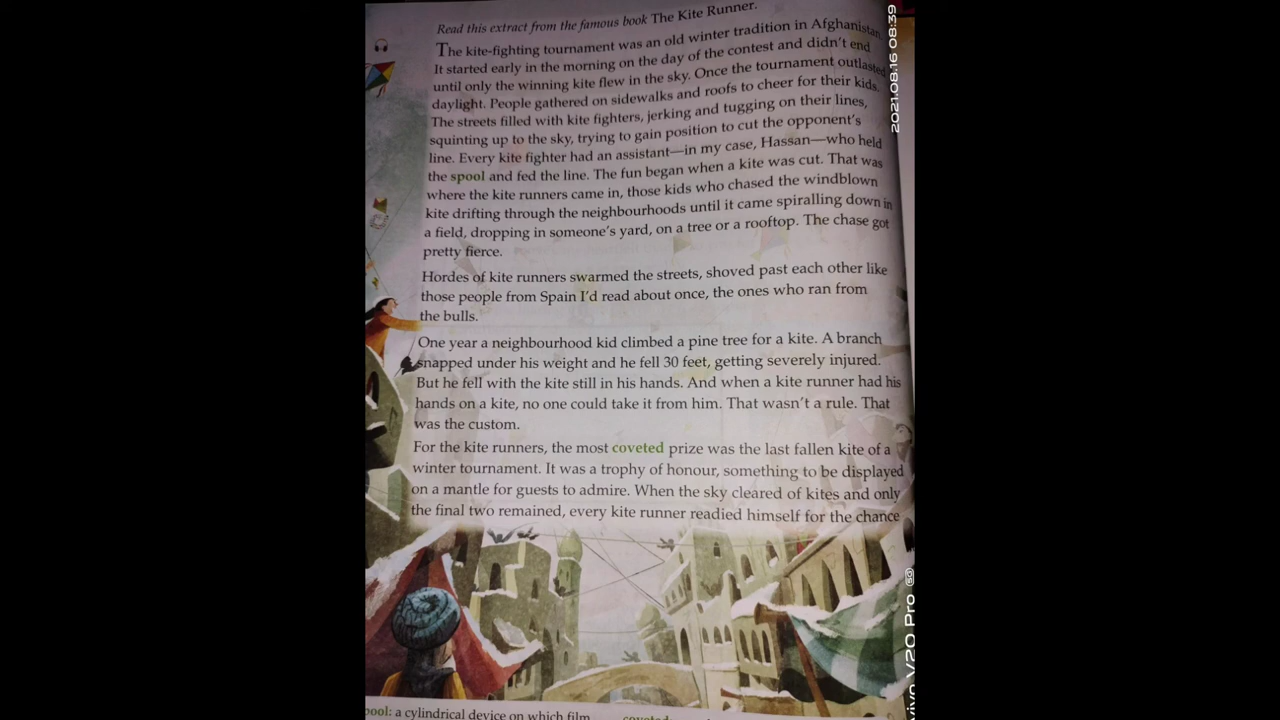 Read this extract from the famous book The Kite Runner.
The kite-fighting tournament was an old winter tradition in Afghanistan.
It started early in the morning on the day of the contest and didn't end
until only the winning kite flew in the sky. Once the tournament outlasted
daylight. People gathered on sidewalks and roofs to cheer for their kids.
The streets filled with kite fighters, jerking and tugging on their lines,
squinting up to the sky, trying to gain position to cut the opponent's
line. Every kite fighter had an assistant—in my case, Hassan—who held
the spool and fed the line. The fun began when a kite was cut. That was
where the kite runners came in, those kids who chased the windblown
kite drifting through the neighbourhoods until it came spiralling down in
a field, dropping in someone's yard, on a tree or a rooftop. The chase got
pretty fierce.
Hordes of kite runners swarmed the streets, shoved past each other like
those people from Spain I'd read about once, the ones who ran from
the bulls.
One year a neighbourhood kid climbed a pine tree for a kite. A branch
snapped under his weight and he fell 30 feet, getting severely injured.
But he fell with the kite still in his hands. And when a kite runner had his
hands on a kite, no one could take it from him. That wasn't a rule. That
was the custom.
For the kite runners, the most coveted prize was the last fallen kite of a
winter tournament. It was a trophy of honour, something to be displayed
on a mantle for guests to admire. When the sky cleared of kites and only
the final two remained, every kite runner readied himself for the chance
pool: a cylindrical device on which film
coveted:
2021.08.16 08:39
vivo V20 Pro 5G